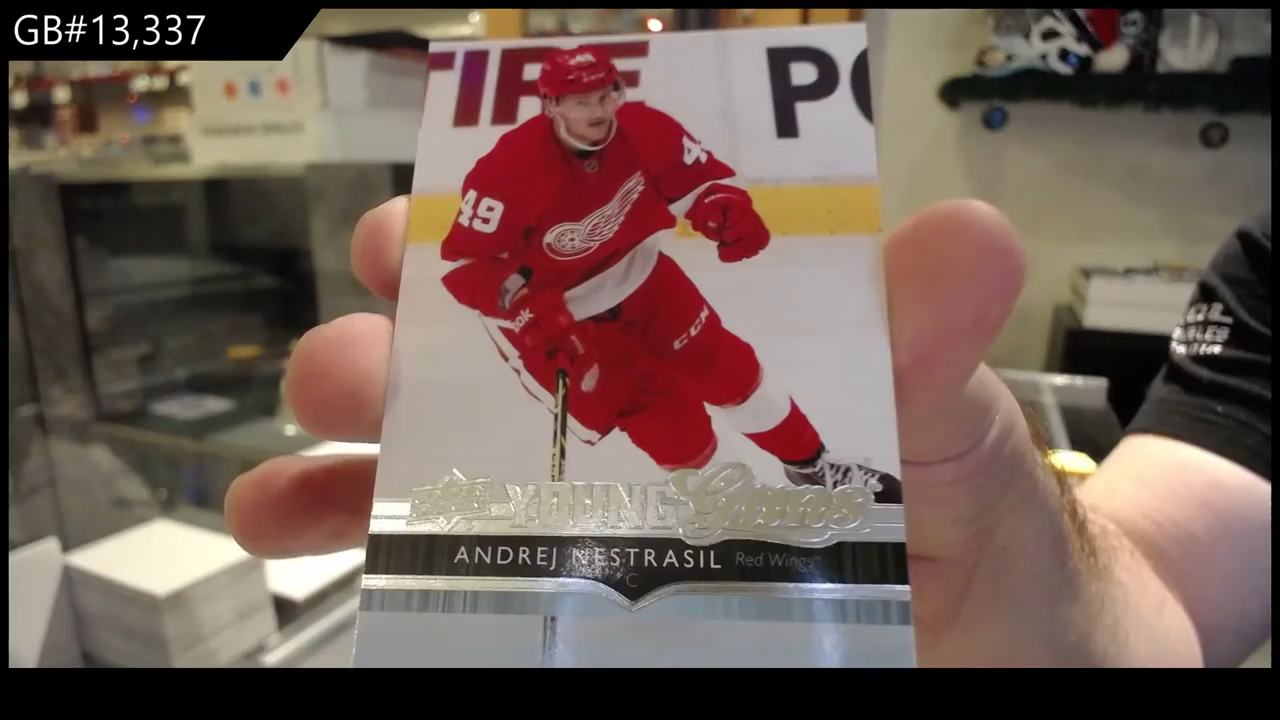 GB#13,337
TIRE
PO
49
49
CCM
YOUNG Guns
ANDREJ NESTRASIL Red Wings
C